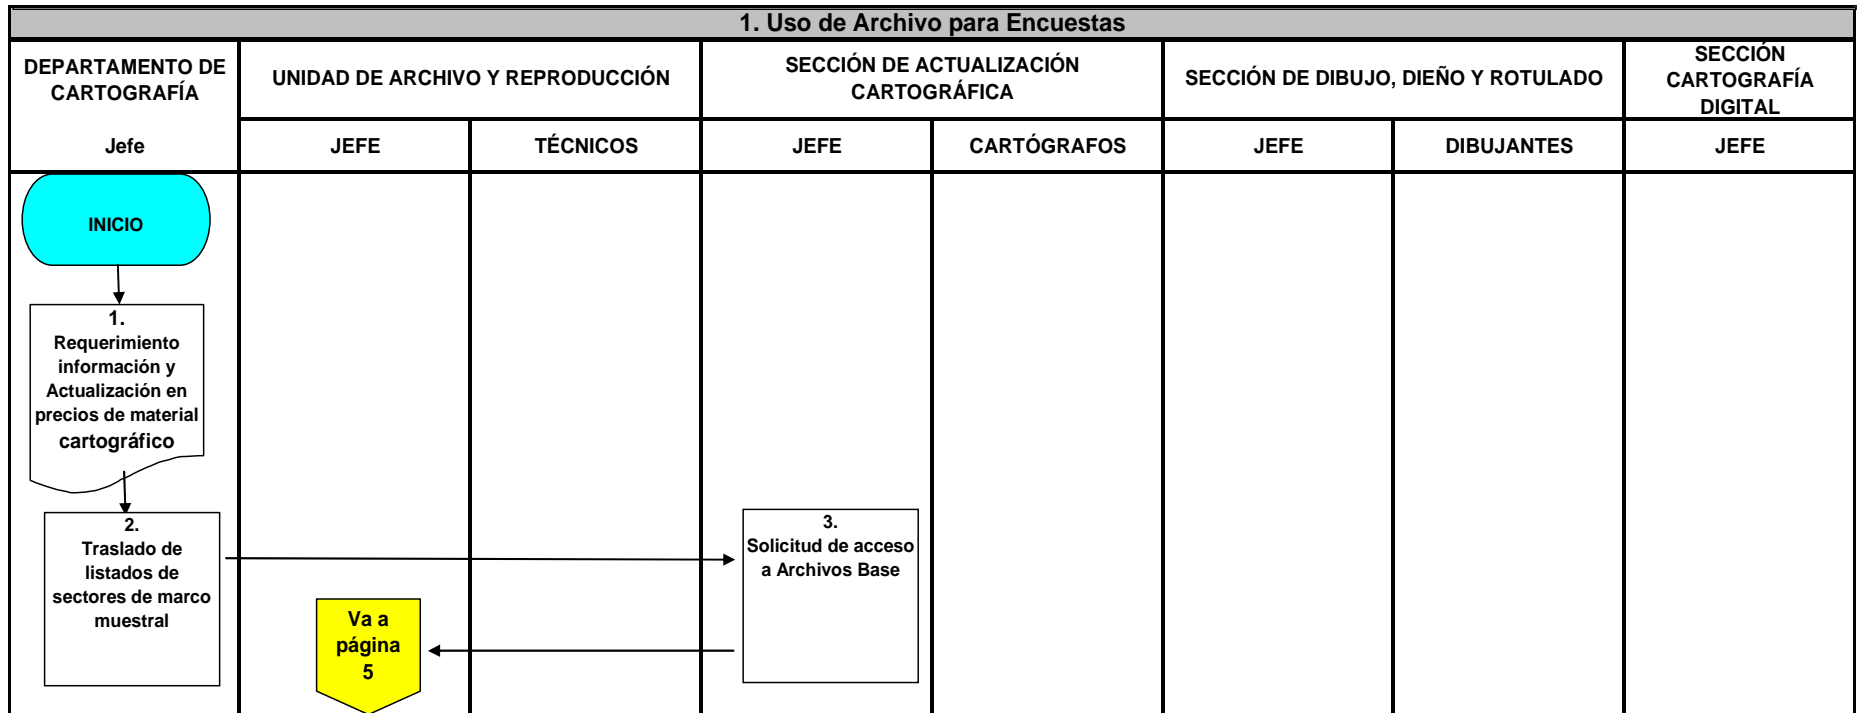 1. Uso de Archivo para Encuestas
DEPARTAMENTO DE
CARTOGRAFÍA
Jefe
UNIDAD DE ARCHIVO Y REPRODUCCIÓN
JEFE
TÉCNICOS
SECCIÓN DE ACTUALIZACIÓN
CARTOGRÁFICA
JEFE
CARTÓGRAFOS
SECCIÓN DE DIBUJO, DIEÑO Y ROTULADO
JEFE
DIBUJANTES
SECCIÓN
CARTOGRAFÍA
DIGITAL
JEFE
INICIO
1.
Requerimiento
información y
Actualización en
precios de material
cartográfico
2.
Traslado de
listados de
sectores de marco
muestral
3.
Solicitud de acceso
a Archivos Base
Va a
página
5